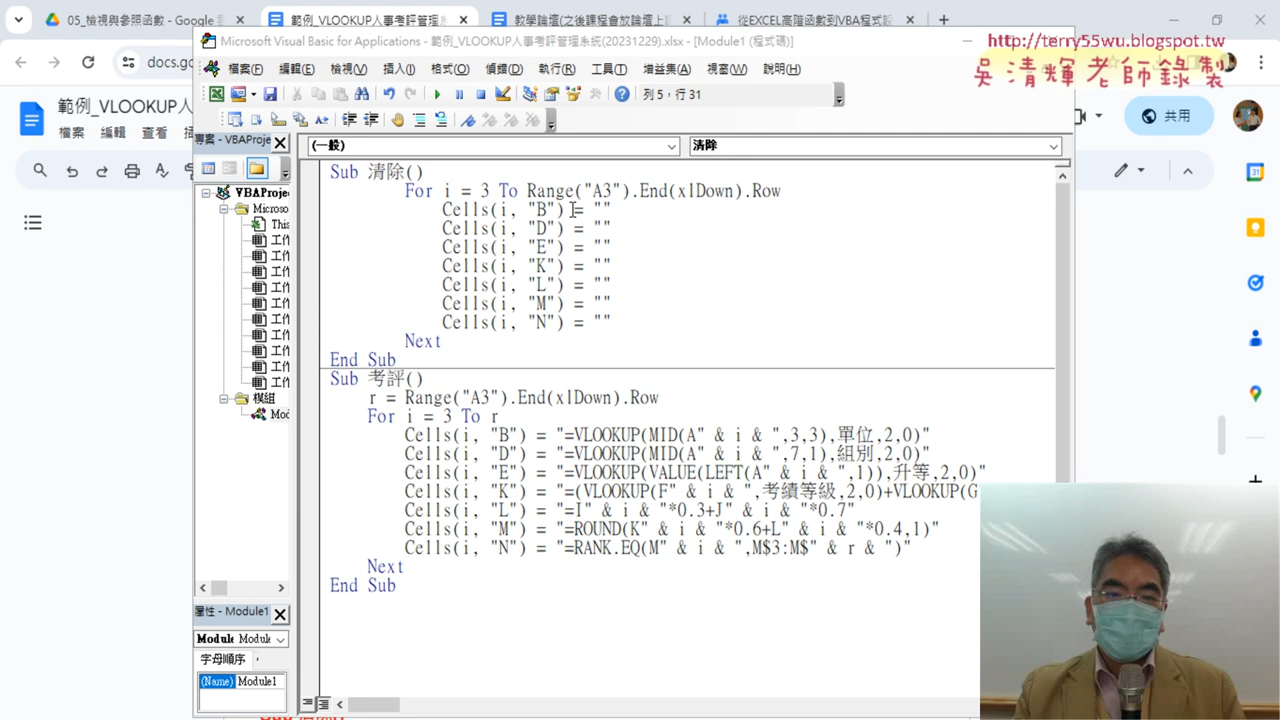 05_檢視與參照函數 - Google 雲
範例_VLOOKUP人事考評管理系統
教學論壇(之後課程會放論壇上
從EXCEL高階函數到VBA程式設
Microsoft Visual Basic for Applications - 範例_VLOOKUP人事考評管理系統(20231229).xlsx - [Module1 (程式碼)]
http://terry55wu.blogspot.tw
吳清輝老師錄製
docs.go
檔案(F) 編輯(E) 檢視(V) 插入(I) 格式(O) 偵錯(D) 執行(R) 工具(T) 增益集(A) 視窗(W) 說明(H)
列 5，行 31
範例_VLOOKUP人
檔案 編輯 查看
共用
專案 - VBAProje
(一般)
清除
VBAProje
Microso
This
工作
工作
工作
工作
工作
工作
工作
工作
工作
工作
模組
Mod
Sub 清除()
For i = 3 To Range("A3").End(xlDown).Row
Cells(i, "B") = ""
Cells(i, "D") = ""
Cells(i, "E") = ""
Cells(i, "K") = ""
Cells(i, "L") = ""
Cells(i, "M") = ""
Cells(i, "N") = ""
Next
End Sub
Sub 考評()
r = Range("A3").End(xlDown).Row
For i = 3 To r
Cells(i, "B") = "=VLOOKUP(MID(A" & i & ",3,3),單位,2,0)"
Cells(i, "D") = "=VLOOKUP(MID(A" & i & ",7,1),組別,2,0)"
Cells(i, "E") = "=VLOOKUP(VALUE(LEFT(A" & i & ",1)),升等,2,0)"
Cells(i, "K") = "=(VLOOKUP(F" & i & ",考績等級,2,0)+VLOOKUP(G
Cells(i, "L") = "=I" & i & "*0.3+J" & i & "*0.7"
Cells(i, "M") = "=ROUND(K" & i & "*0.6+L" & i & "*0.4,1)"
Cells(i, "N") = "=RANK.EQ(M" & i & ",M$3:M$" & r & ")"
Next
End Sub
屬性 - Module1
Module Module
字母順序
(Name) Module1
Sub 清除()